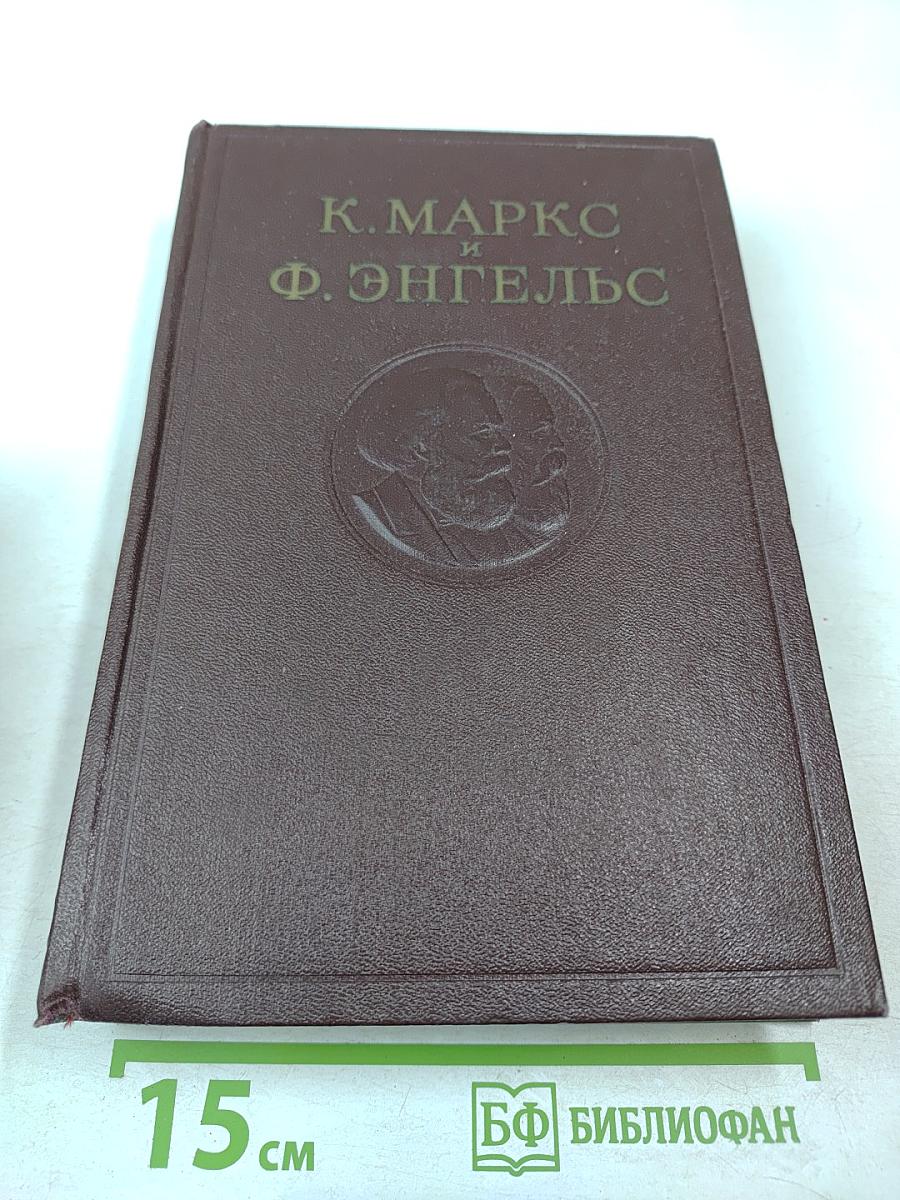 К. МАРКС
и
Ф. ЭНГЕЛЬС
15 см
БФ БИБЛИОФАН